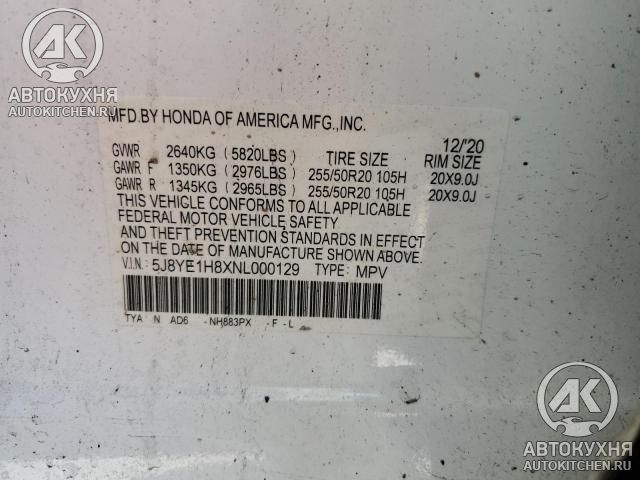 AK
АВТОКУХНЯ
AUTOKITCHEN.RU
MFD.BY HONDA OF AMERICA MFG.,INC.
12/'20
GVWR 2640KG (5820LBS) TIRE SIZE RIM SIZE
GAWR F 1350KG (2976LBS) 255/50R20 105H 20X9.0J
GAWR R 1345KG (2965LBS) 255/50R20 105H 20X9.0J
THIS VEHICLE CONFORMS TO ALL APPLICABLE
FEDERAL MOTOR VEHICLE SAFETY
AND THEFT PREVENTION STANDARDS IN EFFECT
ON THE DATE OF MANUFACTURE SHOWN ABOVE.
V.I.N.: 5J8YE1H8XNL000129 TYPE: MPV
TYA N AD6 -NH883PX -F-L
AK
АВТОКУХНЯ
AUTOKITCHEN.RU